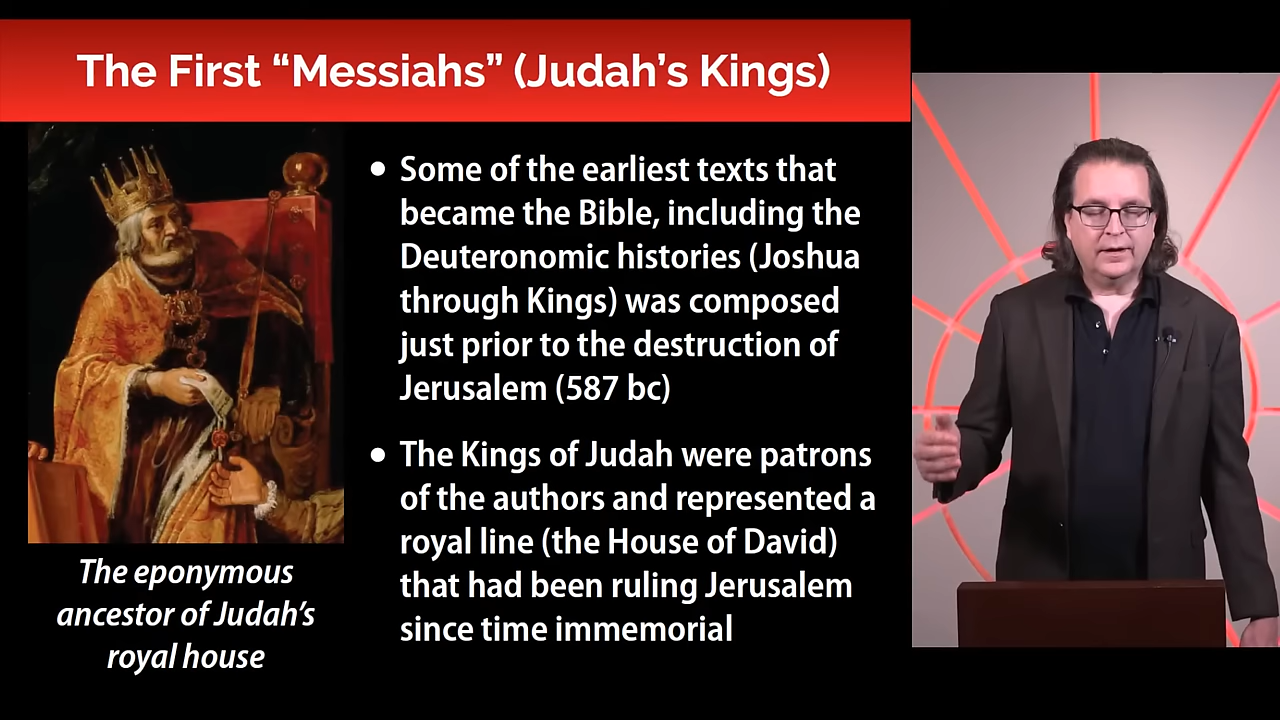 The First “Messiahs” (Judah’s Kings)
• Some of the earliest texts that
became the Bible, including the
Deuteronomic histories (Joshua
through Kings) was composed
just prior to the destruction of
Jerusalem (587 bc)
• The Kings of Judah were patrons
of the authors and represented a
royal line (the House of David)
that had been ruling Jerusalem
since time immemorial
The eponymous
ancestor of Judah’s
royal house